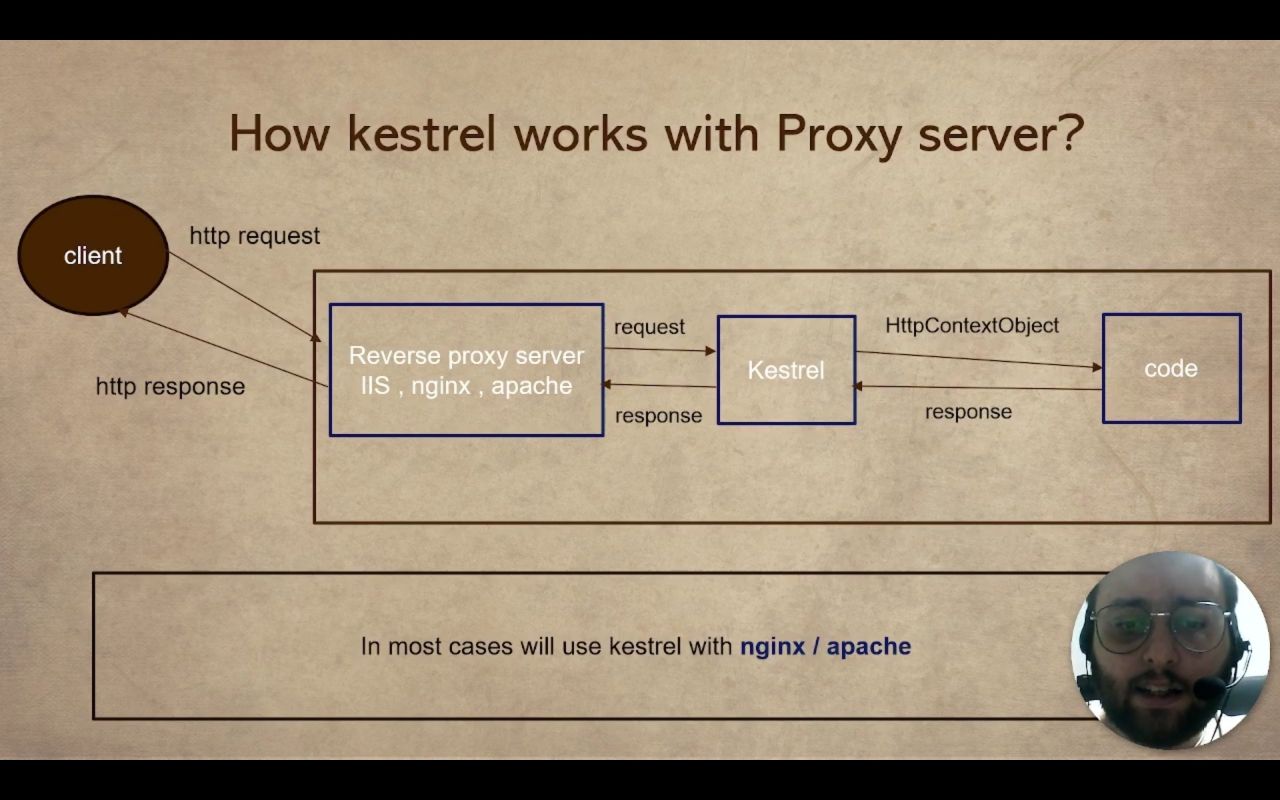 How kestrel works with Proxy server?
client
http request
http response
Reverse proxy server
IIS , nginx , apache
request
response
Kestrel
HttpContextObject
response
code
In most cases will use kestrel with nginx / apache